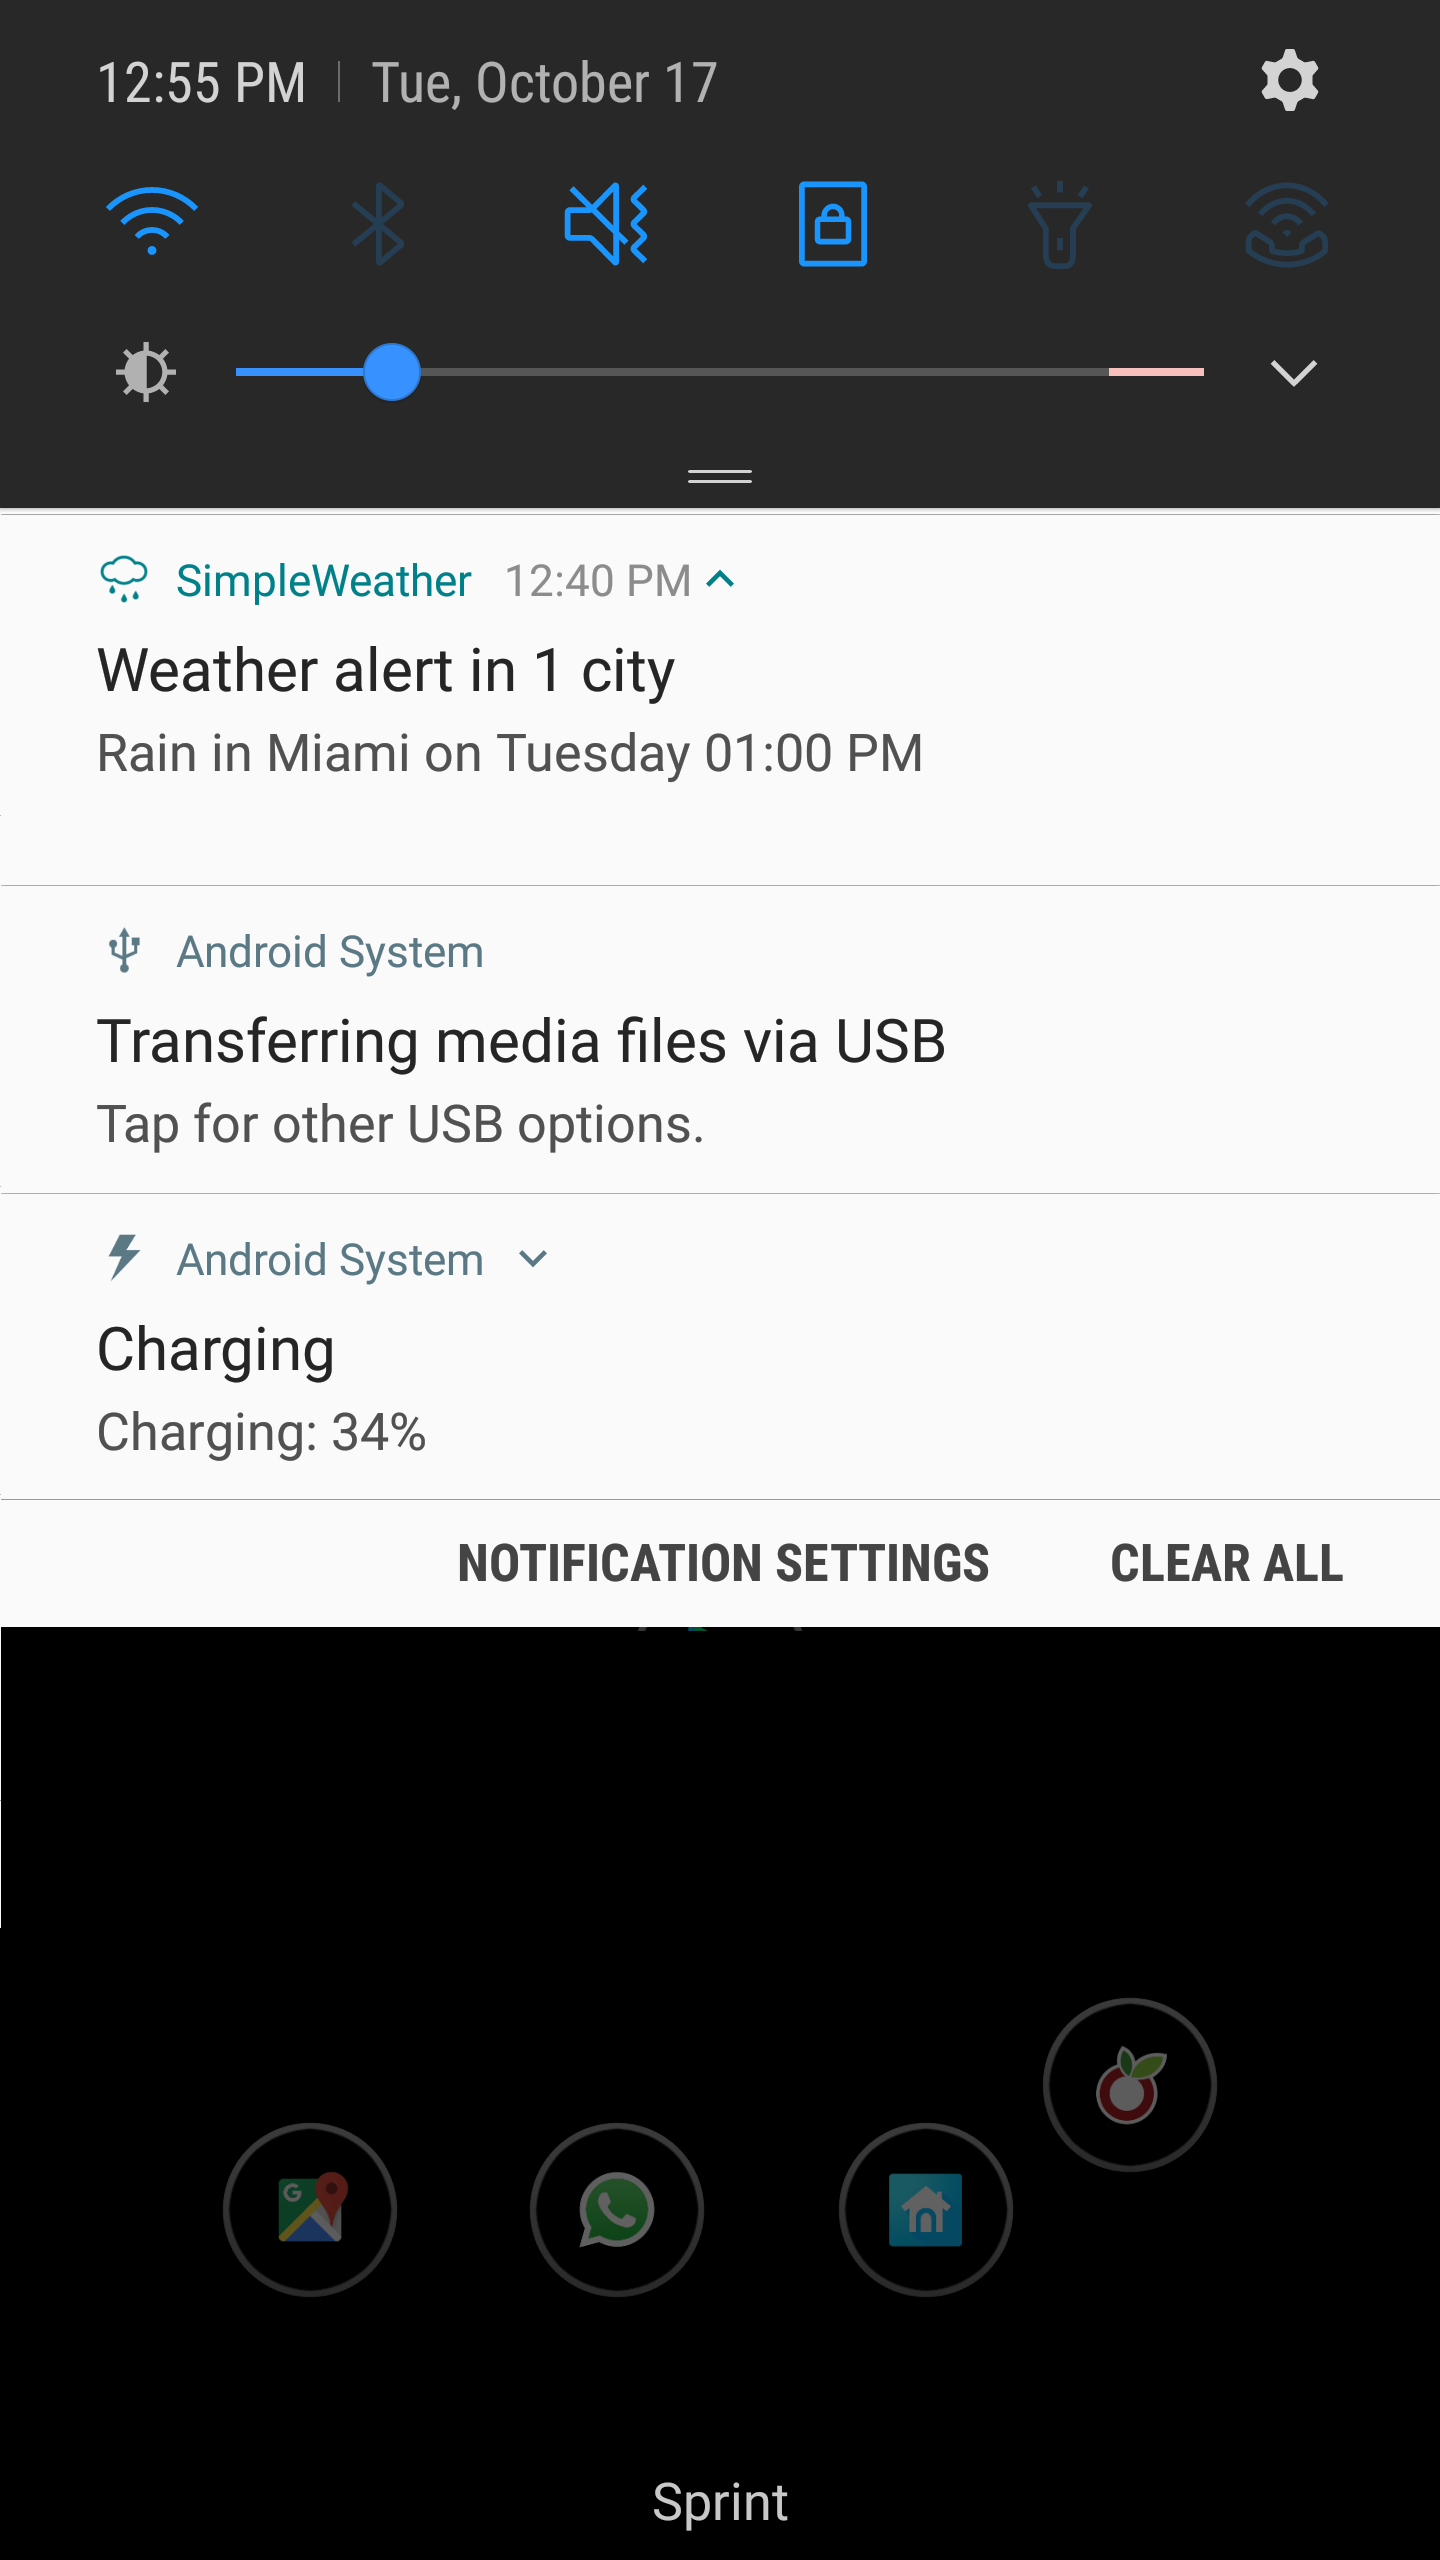 12:55 PM | Tue, October 17
SimpleWeather 12:40 PM
Weather alert in 1 city
Rain in Miami on Tuesday 01:00 PM
Android System
Transferring media files via USB
Tap for other USB options.
Android System
Charging
Charging: 34%
NOTIFICATION SETTINGS CLEAR ALL
G
Sprint